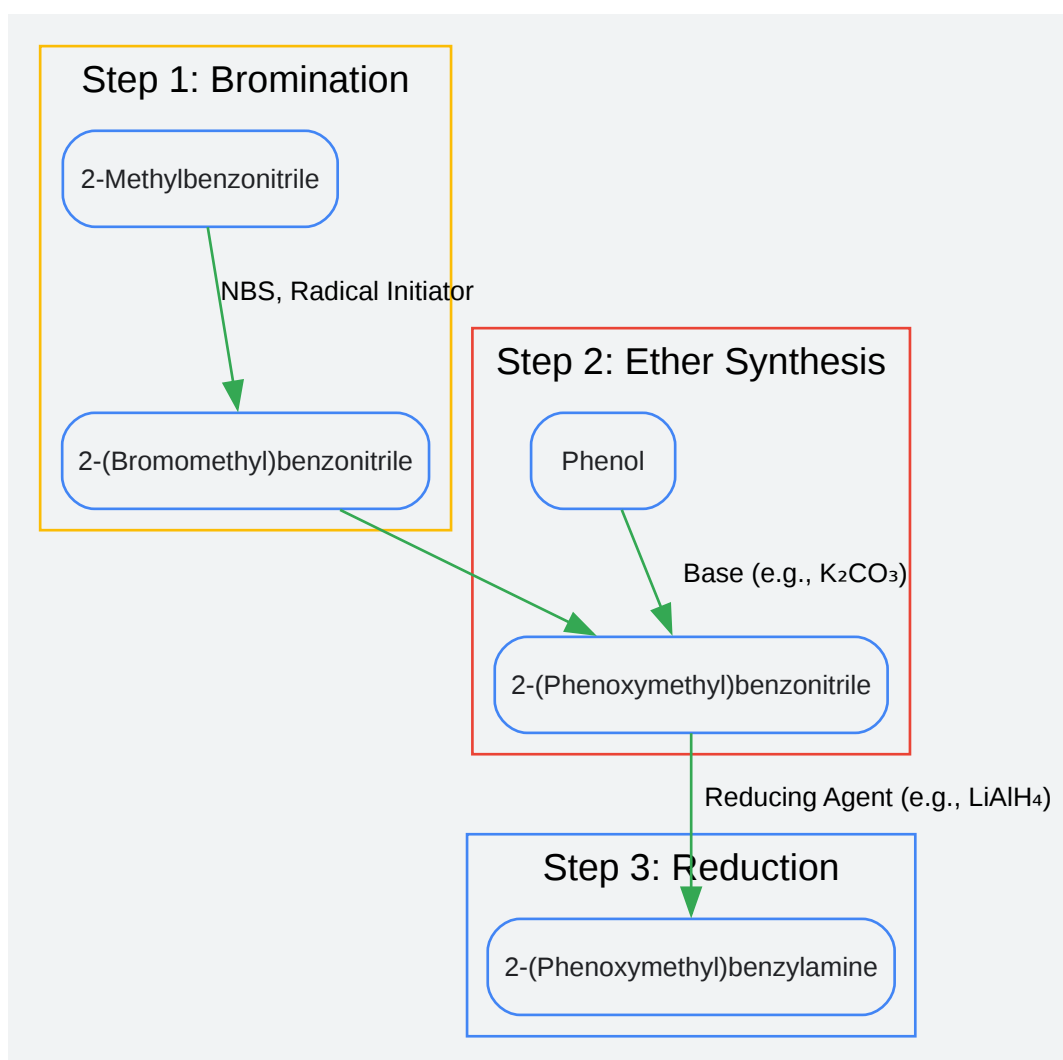 Step 1: Bromination
2-Methylbenzonitrile
NBS, Radical Initiator
2-(Bromomethyl)benzonitrile
Step 2: Ether Synthesis
Phenol
Base (e.g., K₂CO₃)
2-(Phenoxymethyl)benzonitrile
Reducing Agent (e.g., LiAlH₄)
Step 3: Reduction
2-(Phenoxymethyl)benzylamine